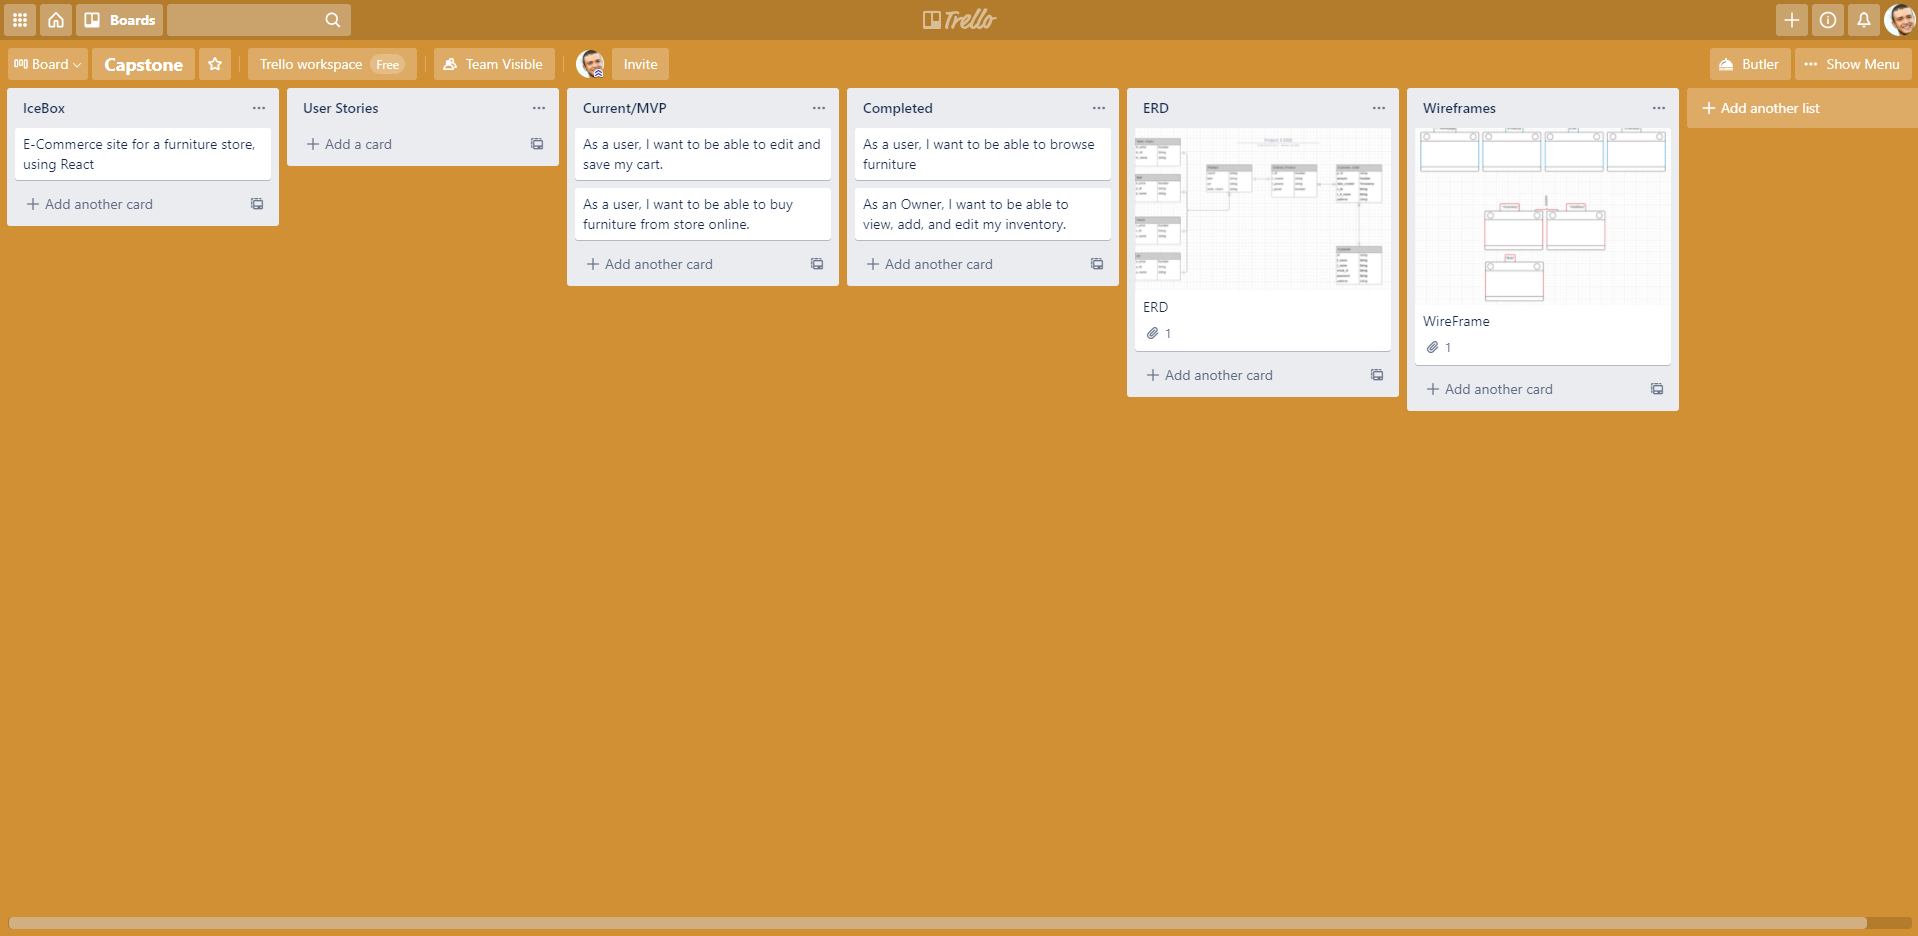 Boards
Trello
Board
Capstone
Trello workspace Free
Team Visible
Invite
Butler
Show Menu
IceBox
E-Commerce site for a furniture store,
using React
Add another card
User Stories
Add a card
Current/MVP
As a user, I want to be able to edit and
save my cart.
As a user, I want to be able to buy
furniture from store online.
Add another card
Completed
As a user, I want to be able to browse
furniture
As an Owner, I want to be able to
view, add, and edit my inventory.
Add another card
ERD
ERD
1
Add another card
Wireframes
WireFrame
1
Add another card
Add another list